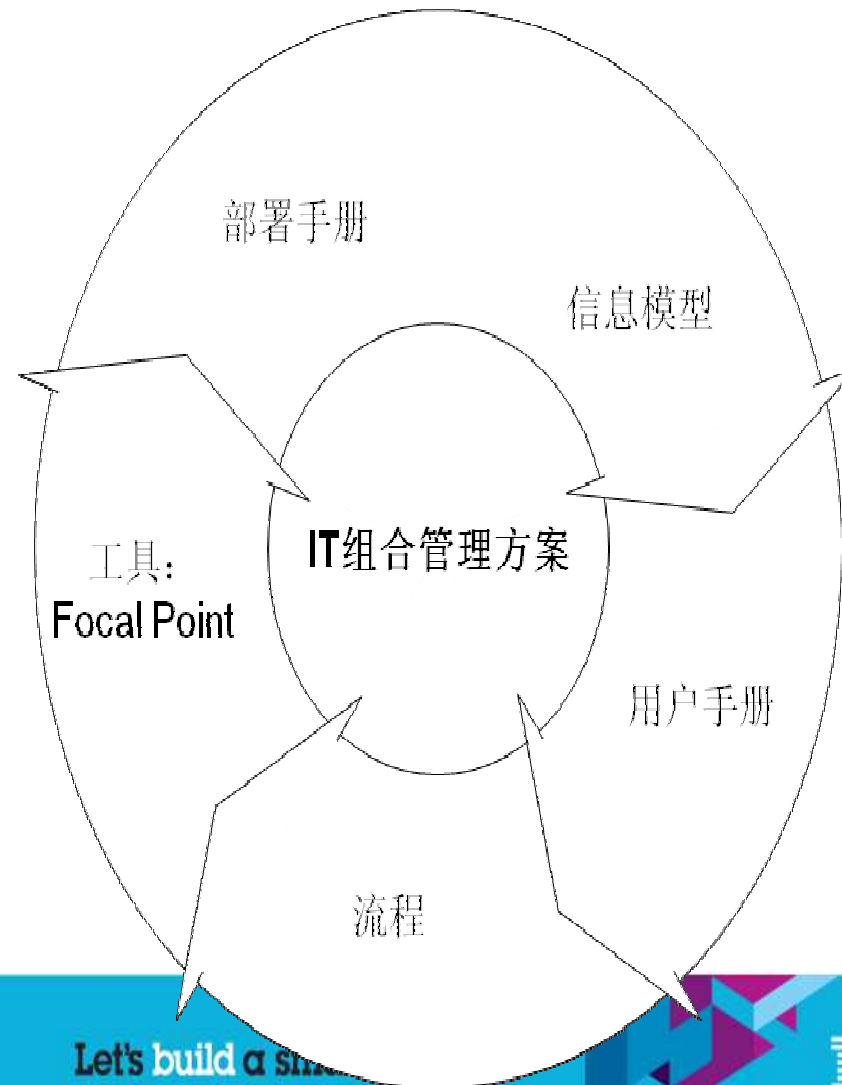 部署手册
信息模型
IT组合管理方案
工具：
Focal Point
用户手册
流程
Let's build a